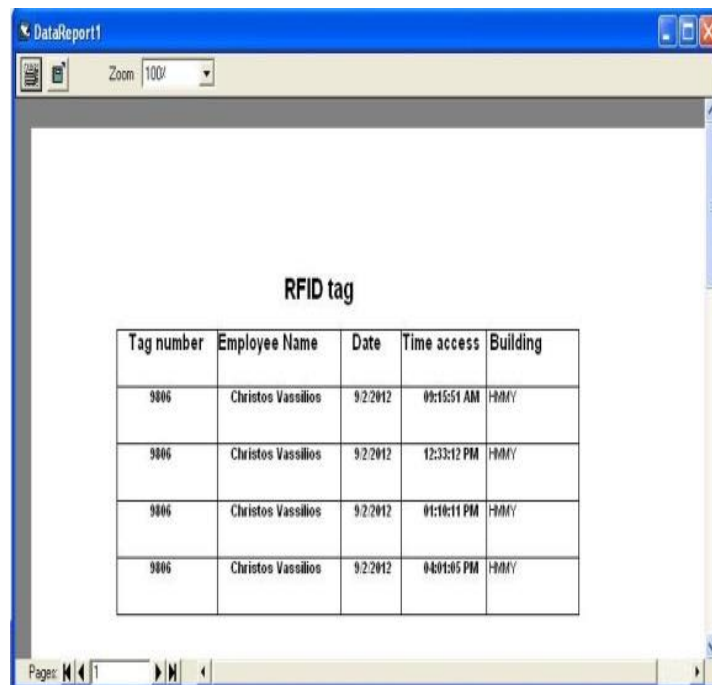 DataReport1
Zoom 100%
RFID tag
Tag number Employee Name Date Time access Building
9806 Christos Vassilios 9/2/2012 09:15:51 AM HMMY
9806 Christos Vassilios 9/2/2012 12:33:12 PM HMMY
9806 Christos Vassilios 9/2/2012 01:10:11 PM HMMY
9806 Christos Vassilios 9/2/2012 04:01:05 PM HMMY
Pages: 1